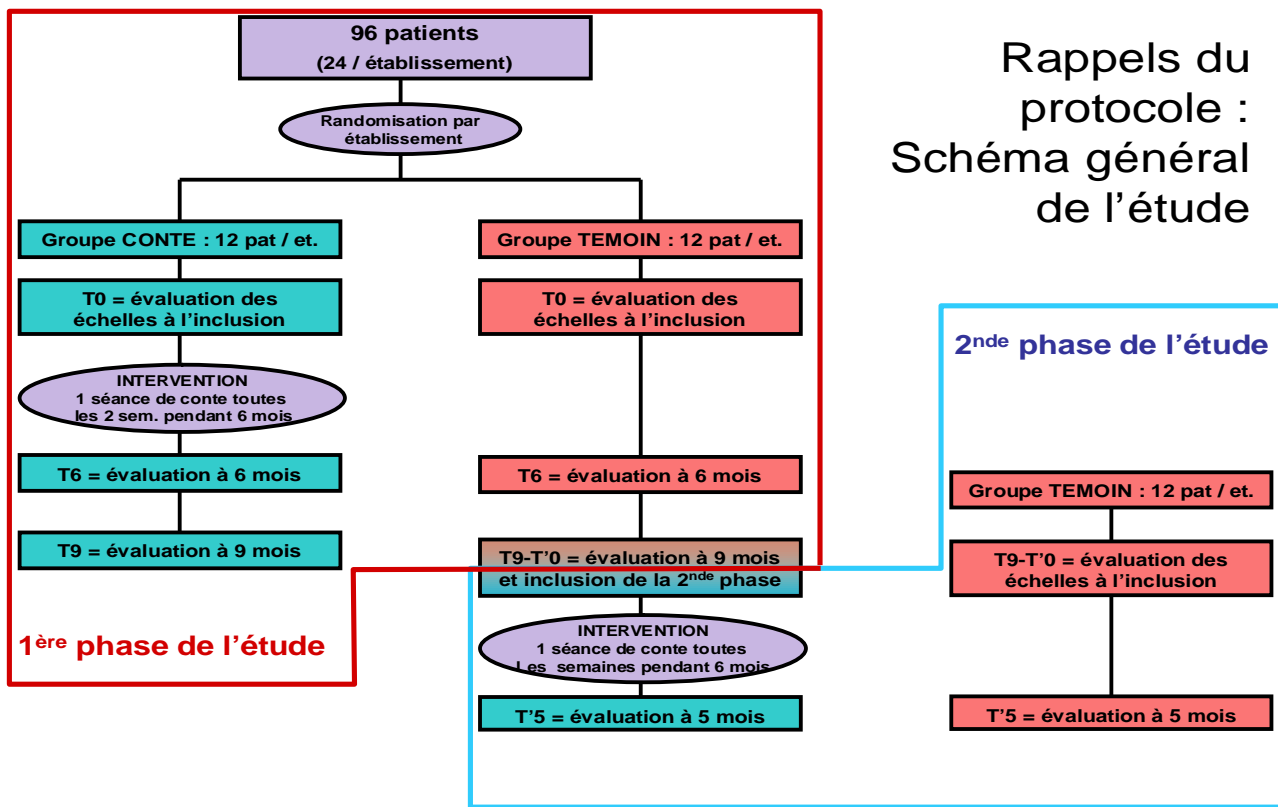 96 patients
(24 / établissement)
Rappels du
protocole :
Schéma général
de l’étude
Randomisation par
établissement
Groupe CONTE : 12 pat / et.
Groupe TEMOIN : 12 pat / et.
T0 = évaluation des
échelles à l’inclusion
T0 = évaluation des
échelles à l’inclusion
INTERVENTION
1 séance de conte toutes
les 2 sem. pendant 6 mois
T6 = évaluation à 6 mois
T6 = évaluation à 6 mois
T9 = évaluation à 9 mois
T9-T’0 = évaluation à 9 mois
et inclusion de la 2nde phase
1ère phase de l’étude
INTERVENTION
1 séance de conte toutes
Les semaines pendant 6 mois
T’5 = évaluation à 5 mois
2nde phase de l’étude
Groupe TEMOIN : 12 pat / et.
T9-T’0 = évaluation des
échelles à l’inclusion
T’5 = évaluation à 5 mois